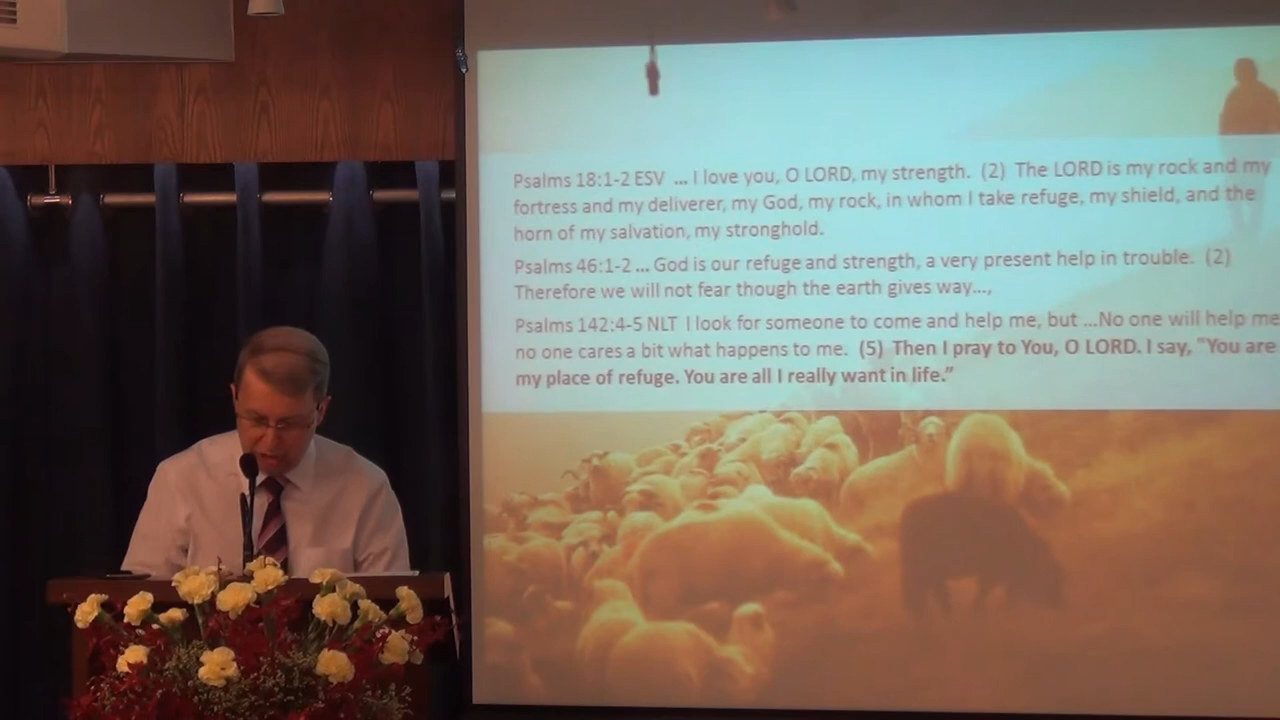 Psalms 18:1-2 ESV ... I love you, O LORD, my strength. (2) The LORD is my rock and my
fortress and my deliverer, my God, my rock, in whom I take refuge, my shield, and the
horn of my salvation, my stronghold.
Psalms 46:1-2 ... God is our refuge and strength, a very present help in trouble. (2)
Therefore we will not fear though the earth gives way...,
Psalms 142:4-5 NLT I look for someone to come and help me, but ...No one will help me
no one cares a bit what happens to me. (5) Then I pray to You, O LORD. I say, "You are
my place of refuge. You are all I really want in life."